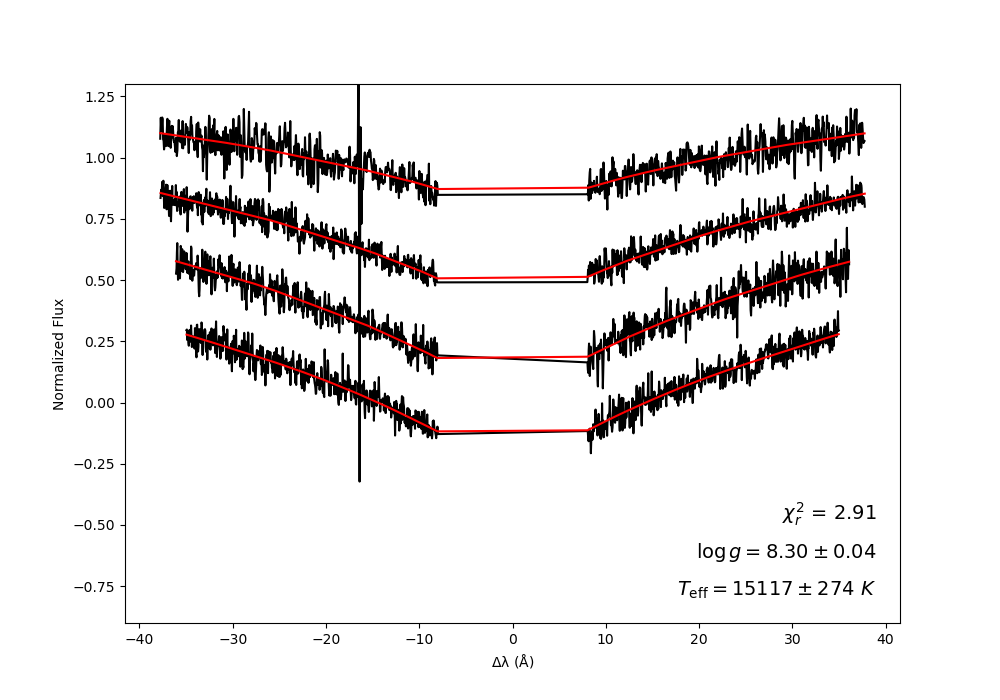 1.25
1.00
0.75
0.50
0.25
0.00
−0.25
−0.50
−0.75
Normalized Flux
χ²ᵣ = 2.91
log g = 8.30 ± 0.04
T_eff = 15117 ± 274 K
−40 −30 −20 −10 0 10 20 30 40
Δλ (Å)